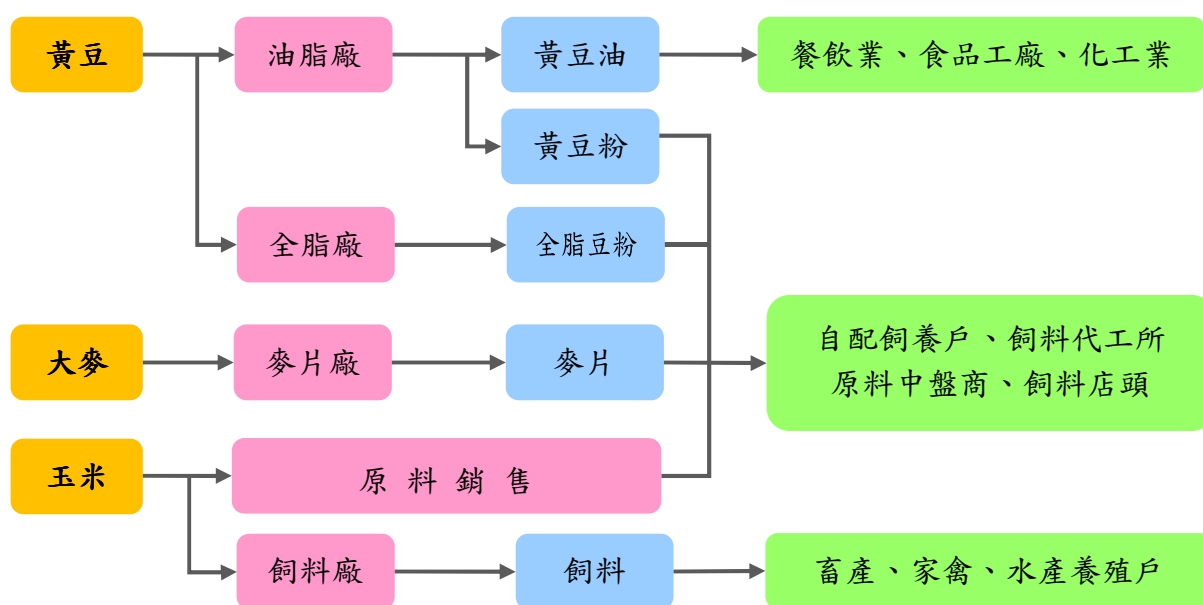 黃豆
油脂廠
黃豆油
餐飲業、食品工廠、化工業
黃豆粉
全脂廠
全脂豆粉
大麥
麥片廠
麥片
自配飼養戶、飼料代工所
原料中盤商、飼料店頭
玉米
原料銷售
飼料廠
飼料
畜產、家禽、水產養殖戶